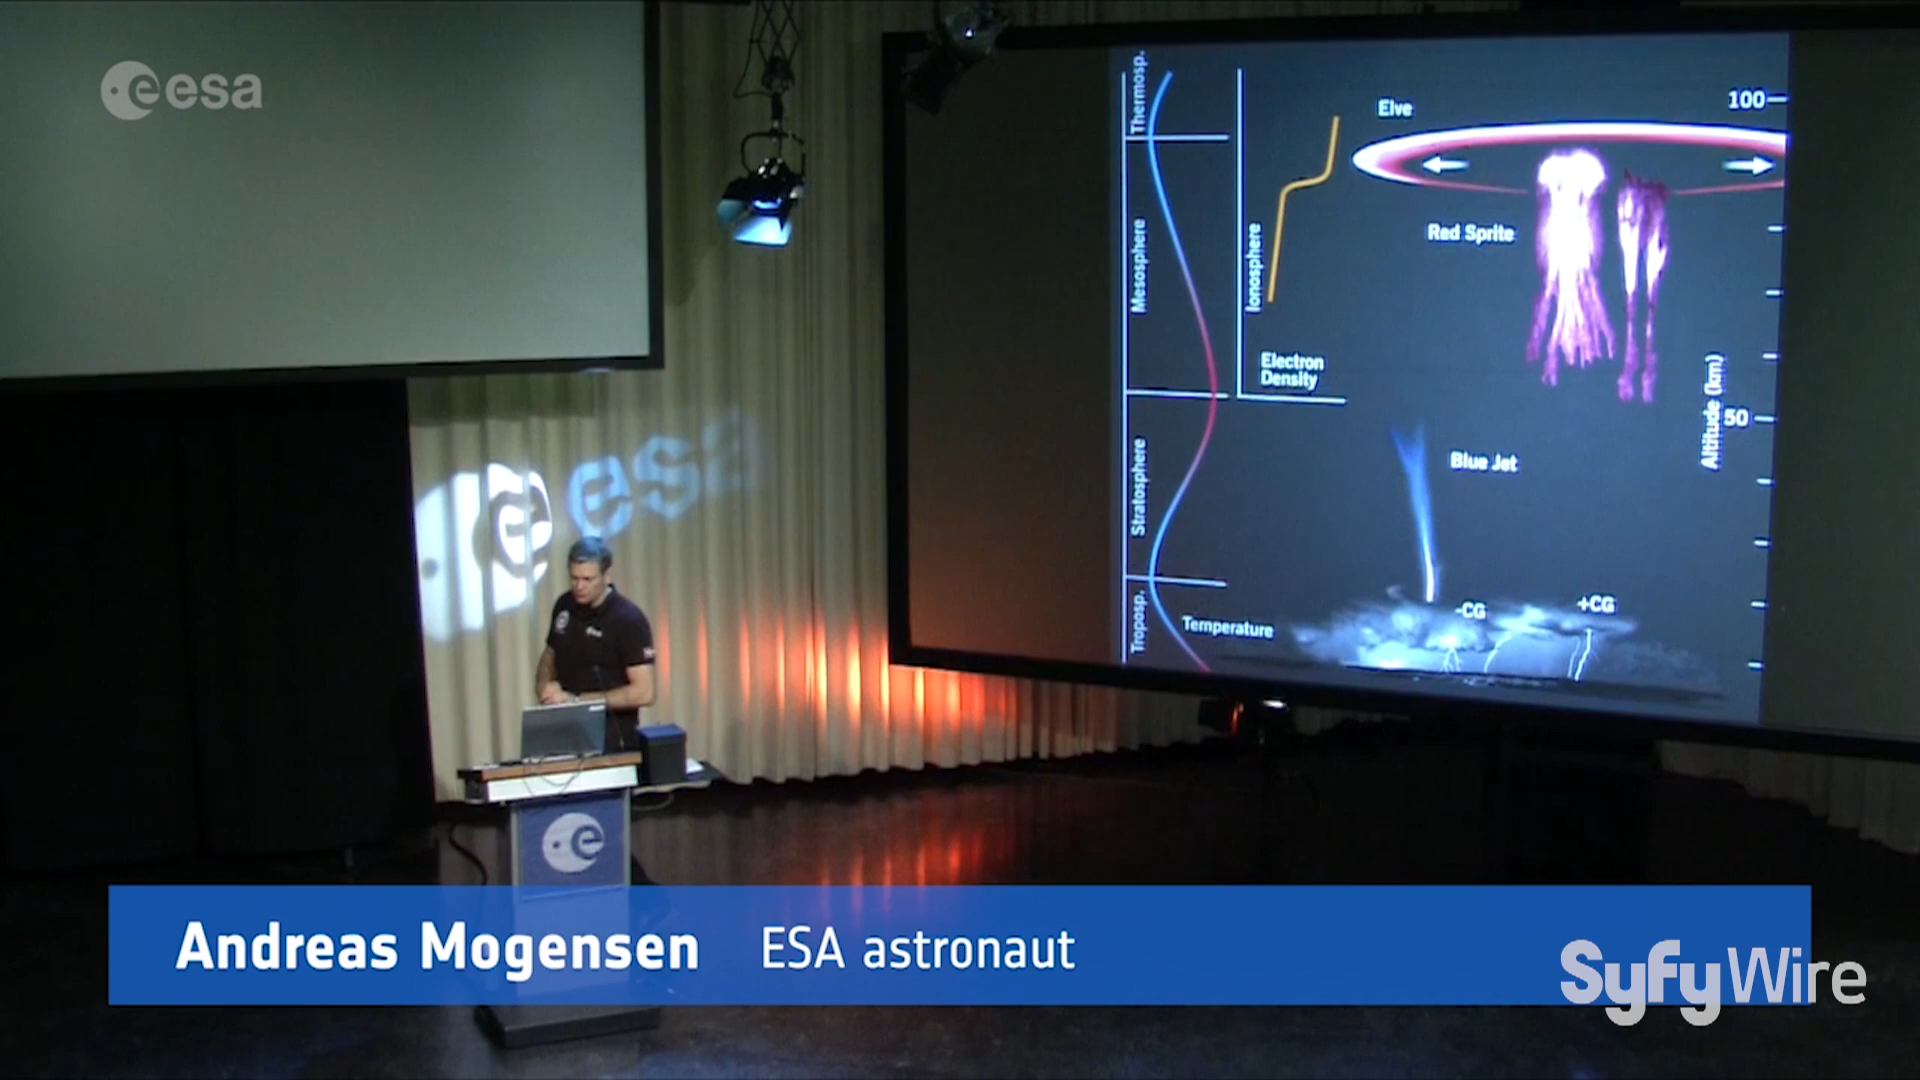 esa
Thermosp.
Mesosphere
Stratosphere
Troposp.
Temperature
Ionosphere
Electron
Density
Elve
Red Sprite
Blue Jet
-CG
+CG
100
50
Altitude (km)
e esa
e
Andreas Mogensen ESA astronaut
SyfyWire